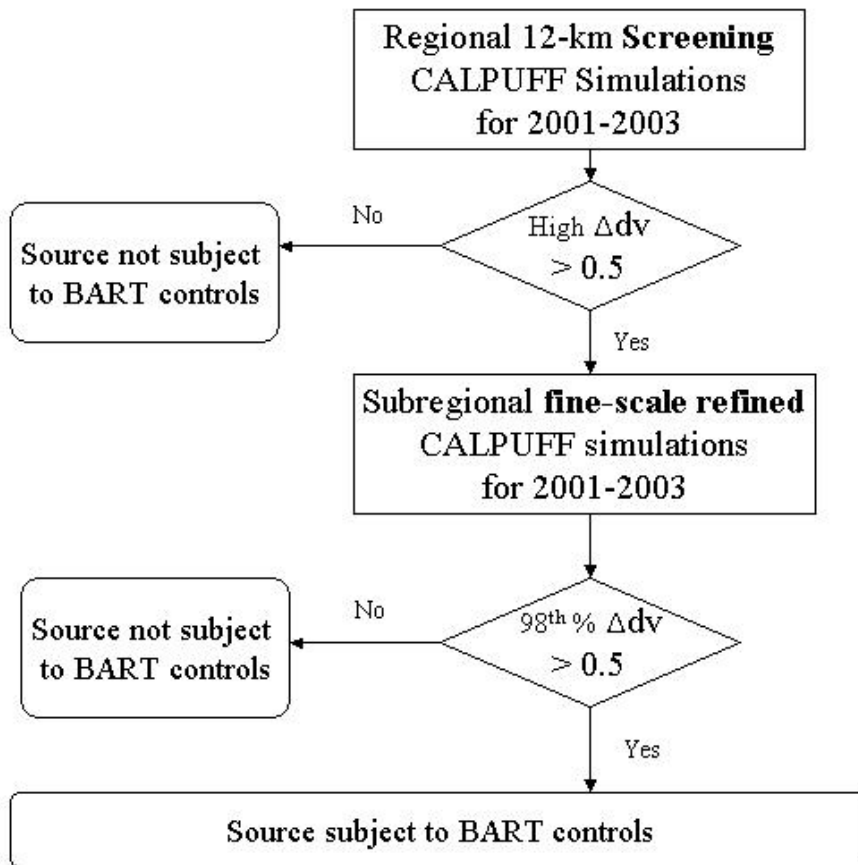 Regional 12-km Screening
CALPUFF Simulations
for 2001-2003
No
High Δdv
> 0.5
Source not subject
to BART controls
Yes
Subregional fine-scale refined
CALPUFF simulations
for 2001-2003
No
98th % Δdv
> 0.5
Source not subject
to BART controls
Yes
Source subject to BART controls